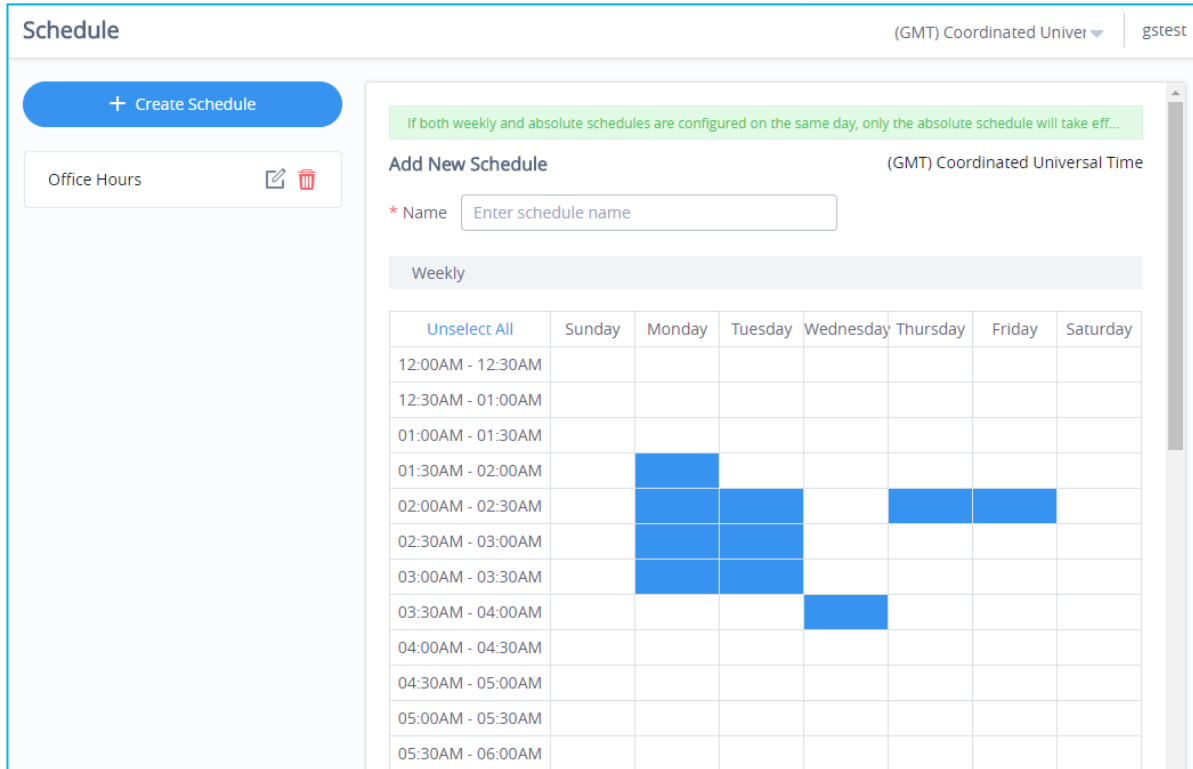 Schedule
(GMT) Coordinated Univer
gstest
+ Create Schedule
Office Hours
If both weekly and absolute schedules are configured on the same day, only the absolute schedule will take eff...
Add New Schedule
(GMT) Coordinated Universal Time
* Name Enter schedule name
Weekly
Unselect All Sunday Monday Tuesday Wednesday Thursday Friday Saturday
12:00AM - 12:30AM
12:30AM - 01:00AM
01:00AM - 01:30AM
01:30AM - 02:00AM
02:00AM - 02:30AM
02:30AM - 03:00AM
03:00AM - 03:30AM
03:30AM - 04:00AM
04:00AM - 04:30AM
04:30AM - 05:00AM
05:00AM - 05:30AM
05:30AM - 06:00AM